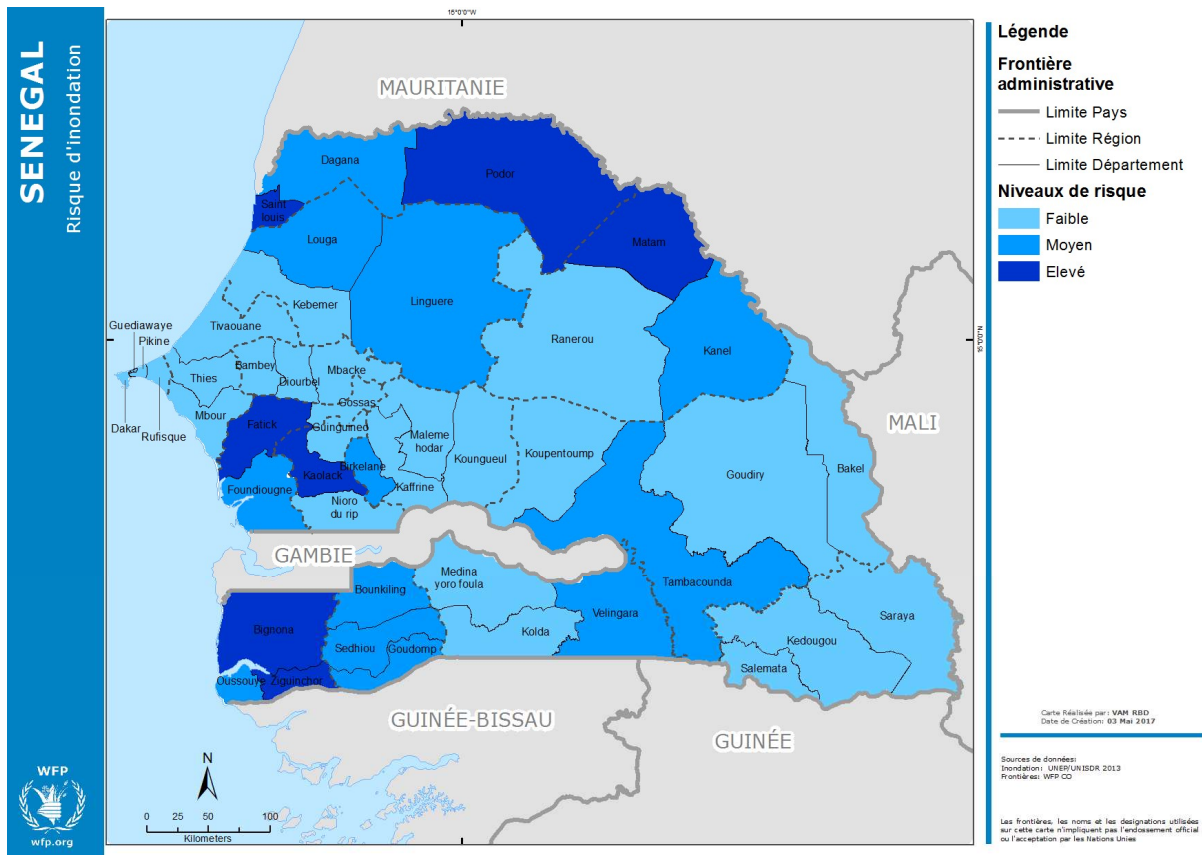 SENEGAL
Risque d'inondation
WFP
wfp.org
15°0'0"W
15°0'0"N
MAURITANIE
MALI
GAMBIE
GUINÉE-BISSAU
GUINÉE
Dagana
Podor
Saint
louis
Louga
Matam
Linguere
Kebemer
Ranerou
Kanel
Tivaouane
Guediawaye
Pikine
Thies
Bambey
Diourbel
Mbacke
Mbour
Dakar
Rufisque
Gossas
Fatick
Guinguineo
Maleme
hodar
Koungueul
Koupentoump
Goudiry
Bakel
Kaolack
Birkelane
Kaffrine
Foundiougne
Nioro
du rip
Medina
yoro foula
Bounkiling
Tambacounda
Velingara
Saraya
Bignona
Kolda
Kedougou
Sedhiou
Goudomp
Salemata
Oussouye
Ziguinchor
N
0 25 50 100
Kilometers
Légende
Frontière
administrative
Limite Pays
Limite Région
Limite Département
Niveaux de risque
Faible
Moyen
Elevé
Carte Réalisée par: VAM RBD
Date de Création: 03 Mai 2017
Sources de données:
Inondation: UNEP/UNISDR 2013
Frontières: WFP CO
Les frontières, les noms et les designations utilisées
sur cette carte n'impliquent pas l'endossement official
ou l'acceptation par les Nations Unies